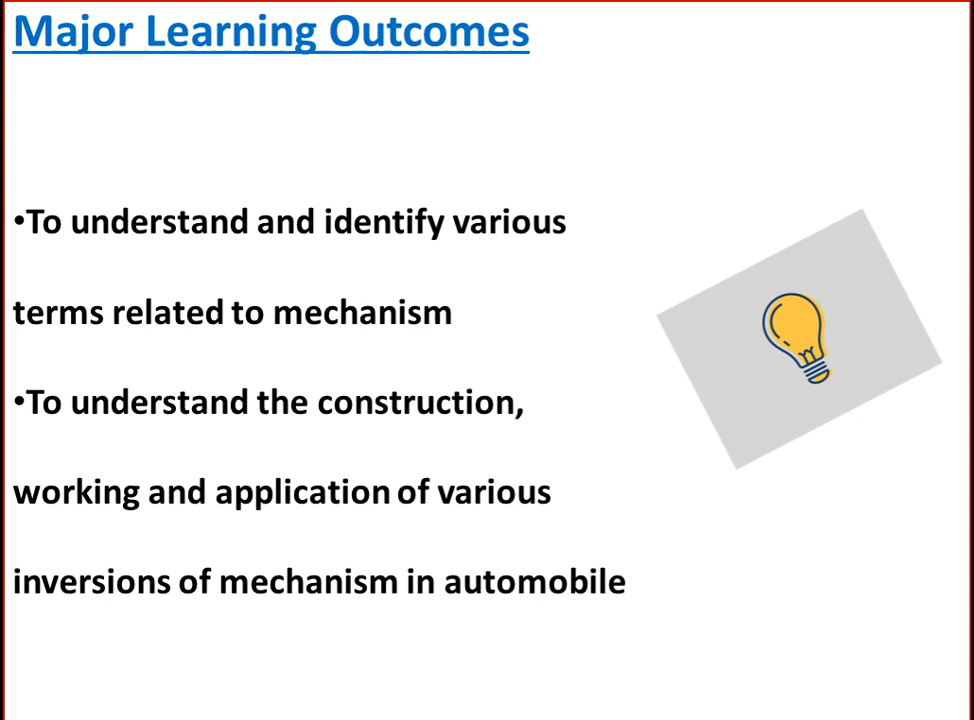 Major Learning Outcomes
•To understand and identify various
terms related to mechanism
•To understand the construction,
working and application of various
inversions of mechanism in automobile